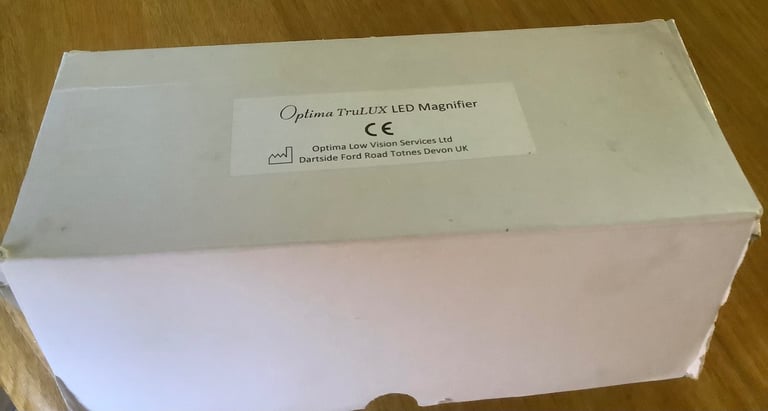 Optima TruLUX LED Magnifier
CE
Optima Low Vision Services Ltd
Dartside Ford Road Totnes Devon UK